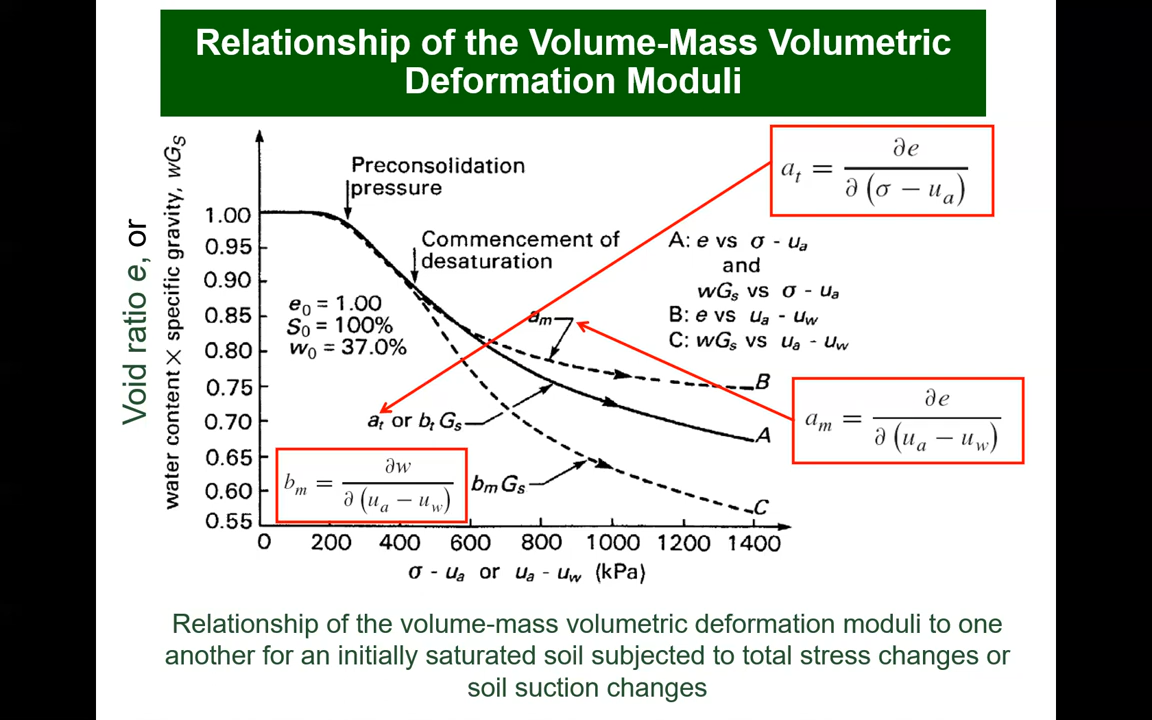 Relationship of the Volume-Mass Volumetric
Deformation Moduli
Void ratio e, or
water content × specific gravity, wG_S
1.00
0.95
0.90
0.85
0.80
0.75
0.70
0.65
0.60
0.55
0 200 400 600 800 1000 1200 1400
σ - u_a or u_a - u_w (kPa)
Preconsolidation
pressure
Commencement of
desaturation
e_0 = 1.00
S_0 = 100%
w_0 = 37.0%
a_m
a_t or b_t G_s
b_m G_s
A: e vs σ - u_a
and
wG_s vs σ - u_a
B: e vs u_a - u_w
C: wG_s vs u_a - u_w
B
A
C
a_t = ∂e / ∂(σ − u_a)
a_m = ∂e / ∂(u_a − u_w)
b_m = ∂w / ∂(u_a − u_w)
Relationship of the volume-mass volumetric deformation moduli to one
another for an initially saturated soil subjected to total stress changes or
soil suction changes